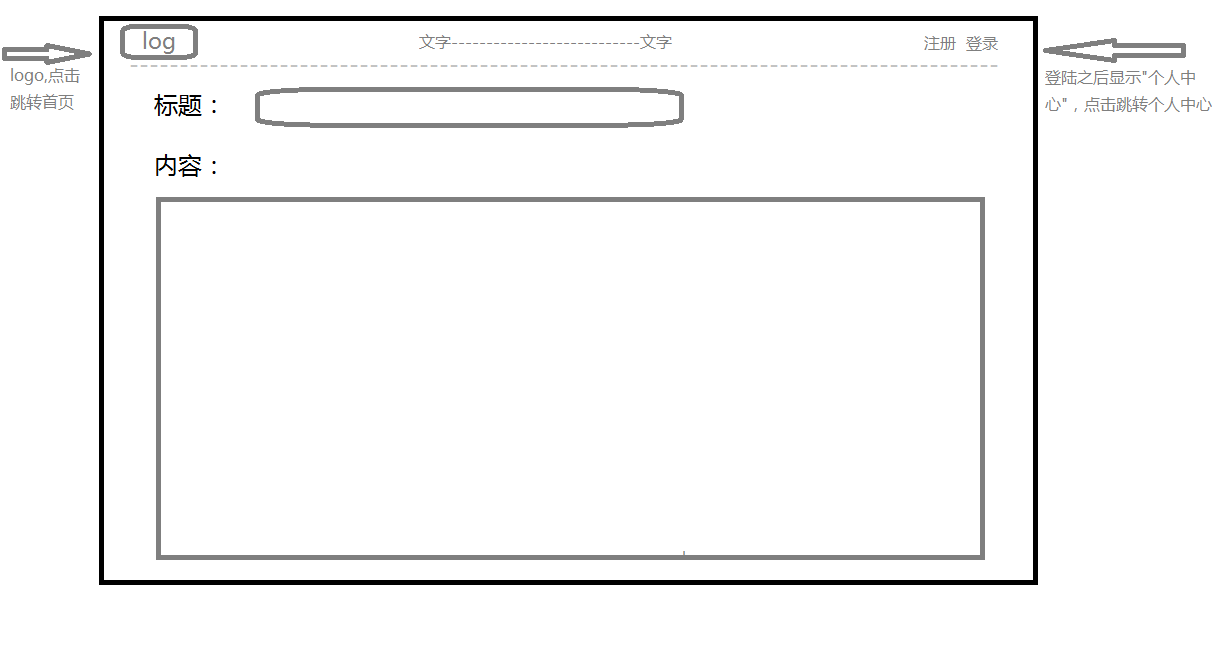 log
文字---------------------------文字
注册 登录
logo,点击
跳转首页
登陆之后显示"个人中
心"，点击跳转个人中心
标题：
内容：